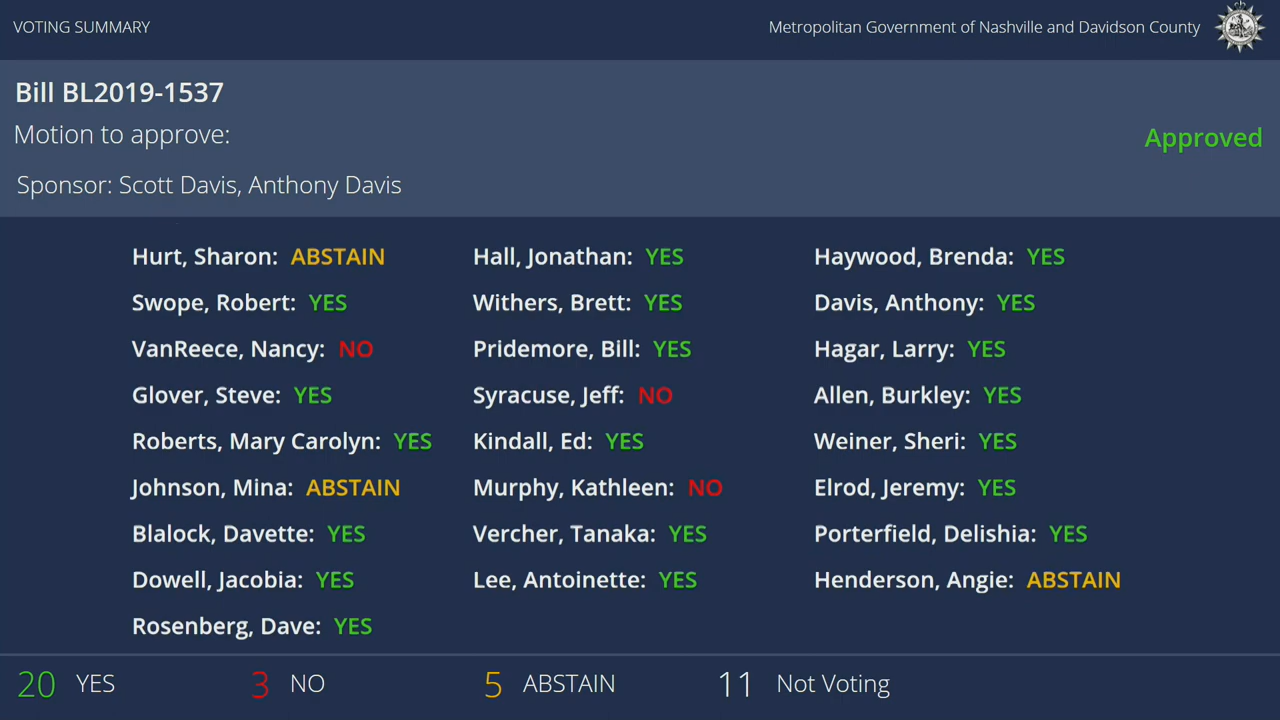 VOTING SUMMARY
Metropolitan Government of Nashville and Davidson County
Bill BL2019-1537
Motion to approve:
Approved
Sponsor: Scott Davis, Anthony Davis
Hurt, Sharon: ABSTAIN Hall, Jonathan: YES Haywood, Brenda: YES
Swope, Robert: YES Withers, Brett: YES Davis, Anthony: YES
VanReece, Nancy: NO Pridemore, Bill: YES Hagar, Larry: YES
Glover, Steve: YES Syracuse, Jeff: NO Allen, Burkley: YES
Roberts, Mary Carolyn: YES Kindall, Ed: YES Weiner, Sheri: YES
Johnson, Mina: ABSTAIN Murphy, Kathleen: NO Elrod, Jeremy: YES
Blalock, Davette: YES Vercher, Tanaka: YES Porterfield, Delishia: YES
Dowell, Jacobia: YES Lee, Antoinette: YES Henderson, Angie: ABSTAIN
Rosenberg, Dave: YES
20 YES 3 NO 5 ABSTAIN 11 Not Voting